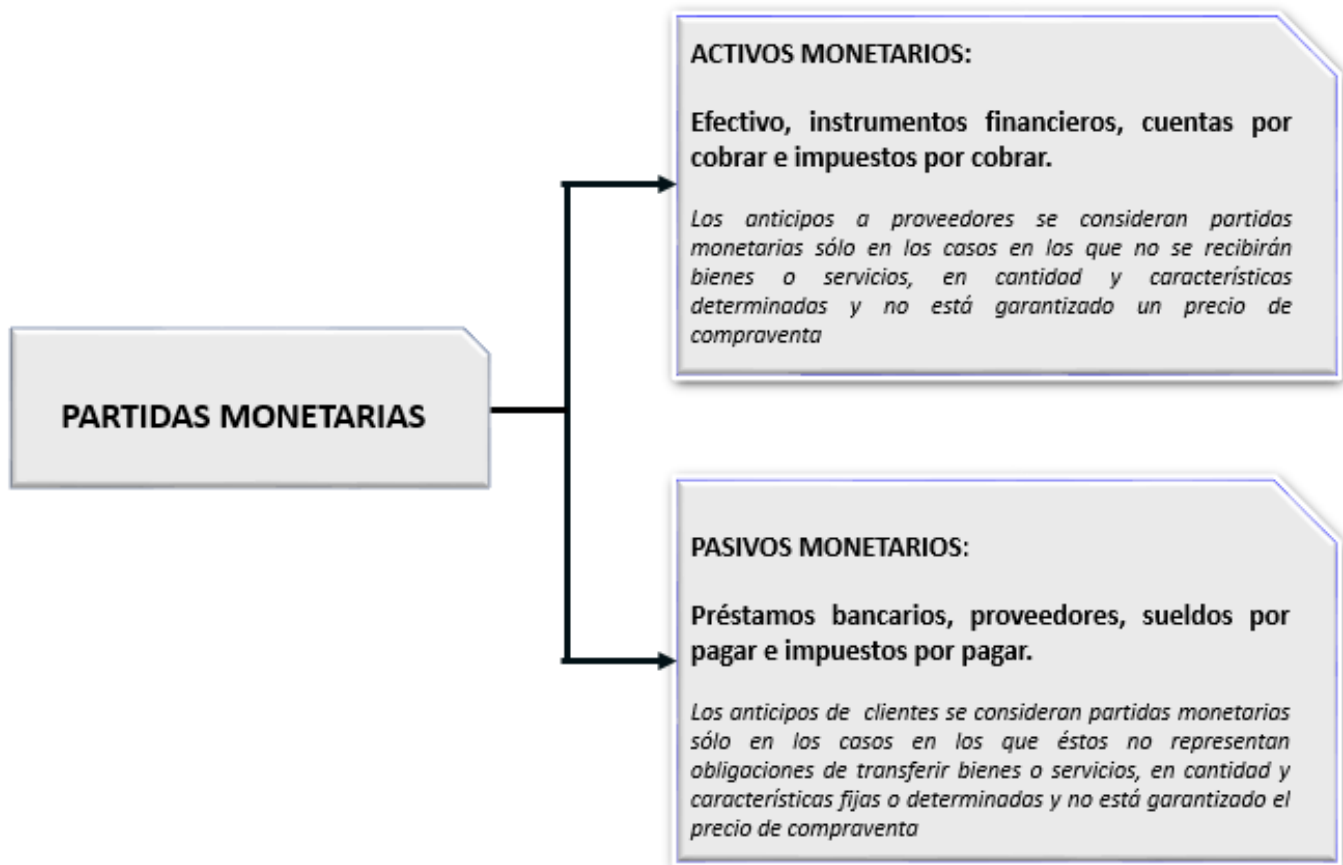 PARTIDAS MONETARIAS
ACTIVOS MONETARIOS:
Efectivo, instrumentos financieros, cuentas por
cobrar e impuestos por cobrar.
Los anticipos a proveedores se consideran partidas
monetarias sólo en los casos en los que no se recibirán
bienes o servicios, en cantidad y características
determinadas y no está garantizado un precio de
compraventa
PASIVOS MONETARIOS:
Préstamos bancarios, proveedores, sueldos por
pagar e impuestos por pagar.
Los anticipos de clientes se consideran partidas monetarias
sólo en los casos en los que éstos no representan
obligaciones de transferir bienes o servicios, en cantidad y
características fijas o determinadas y no está garantizado el
precio de compraventa